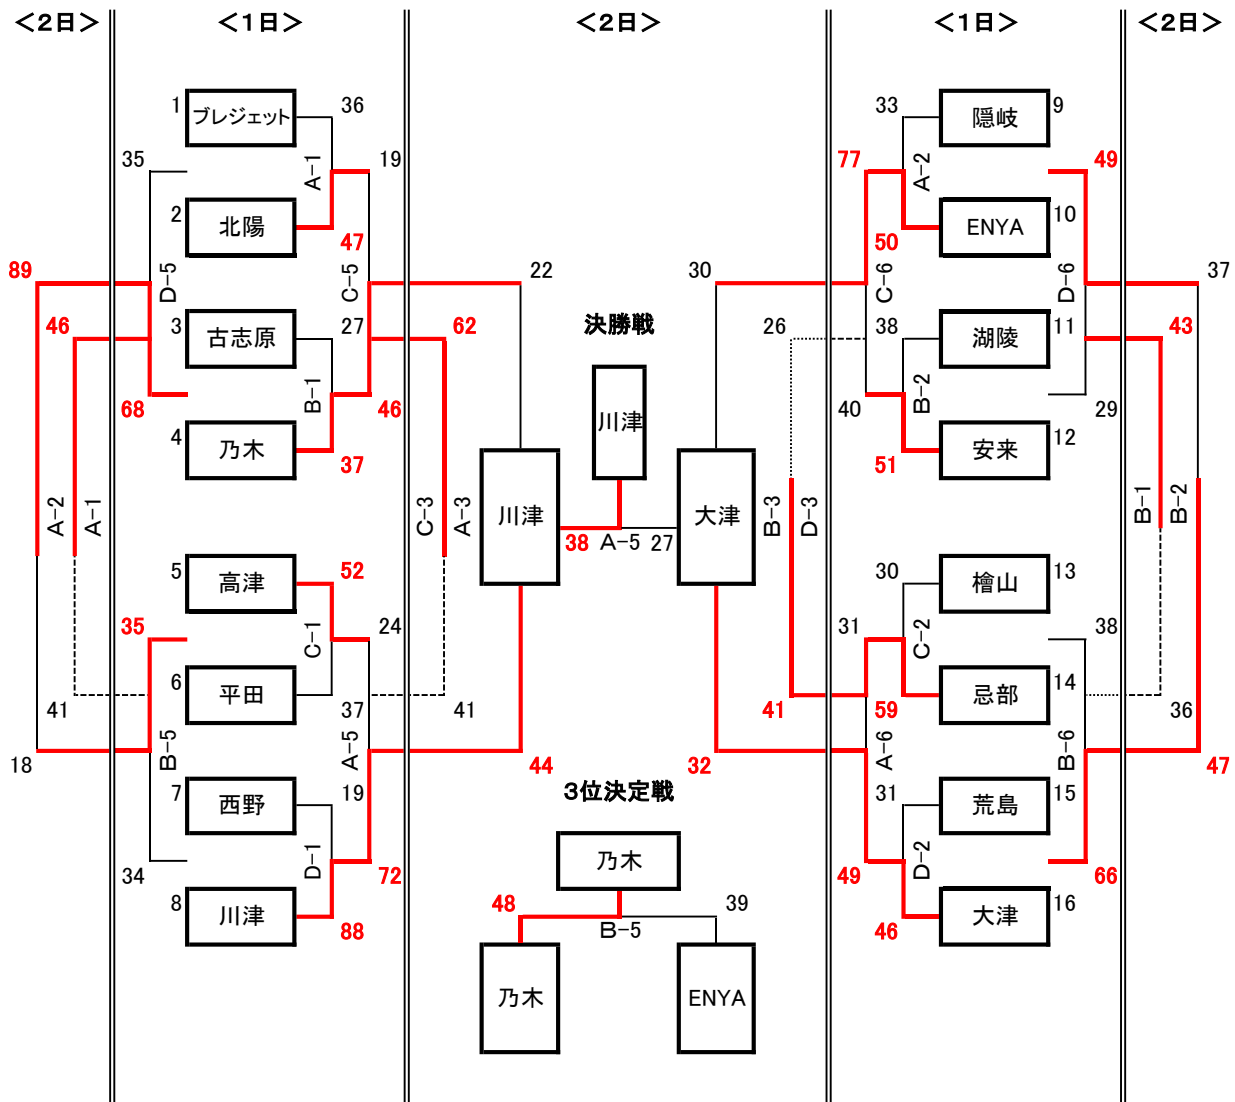 ＜2日＞ ＜1日＞ ＜2日＞ ＜1日＞ ＜2日＞
1 ブレジェット 36 33 隠岐 9
35 A-1 19 77 A-2 49
2 北陽 47 50 ENYA 10
89 D-5 C-5 22 30 C-6 D-6 37
46 3 古志原 27 62 決勝戦 26 38 湖陵 11 43
68 B-1 46 川津 40 B-2 29
4 乃木 37 51 安来 12
A-2 A-1 C-3 A-3 川津 大津 B-3 D-3 B-1 B-2
38 A-5 27
5 高津 52 30 檜山 13
35 C-1 24 31 C-2 38
6 平田 59 忌部 14
41 37 41 41 36
18 B-5 A-5 44 32 A-6 B-6 47
7 西野 19 3位決定戦 31 荒島 15
34 D-1 72 乃木 49 D-2 66
8 川津 88 48 B-5 39 46 大津 16
乃木 ENYA